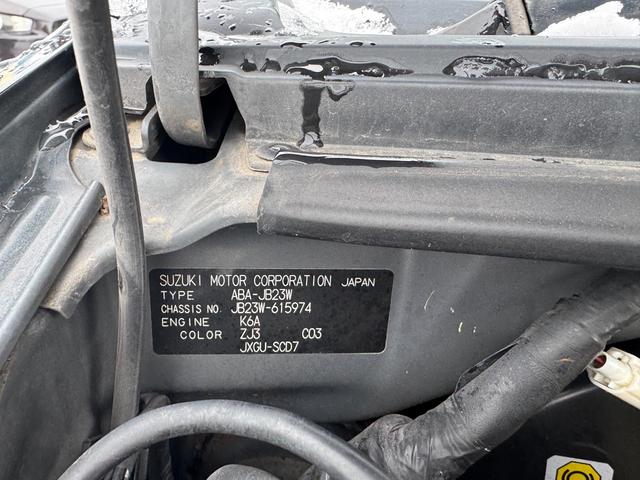 SUZUKI MOTOR CORPORATION JAPAN
TYPE ABA-JB23W
CHASSIS NO. JB23W-615974
ENGINE K6A
COLOR ZJ3 C03
JXGU-SCD7